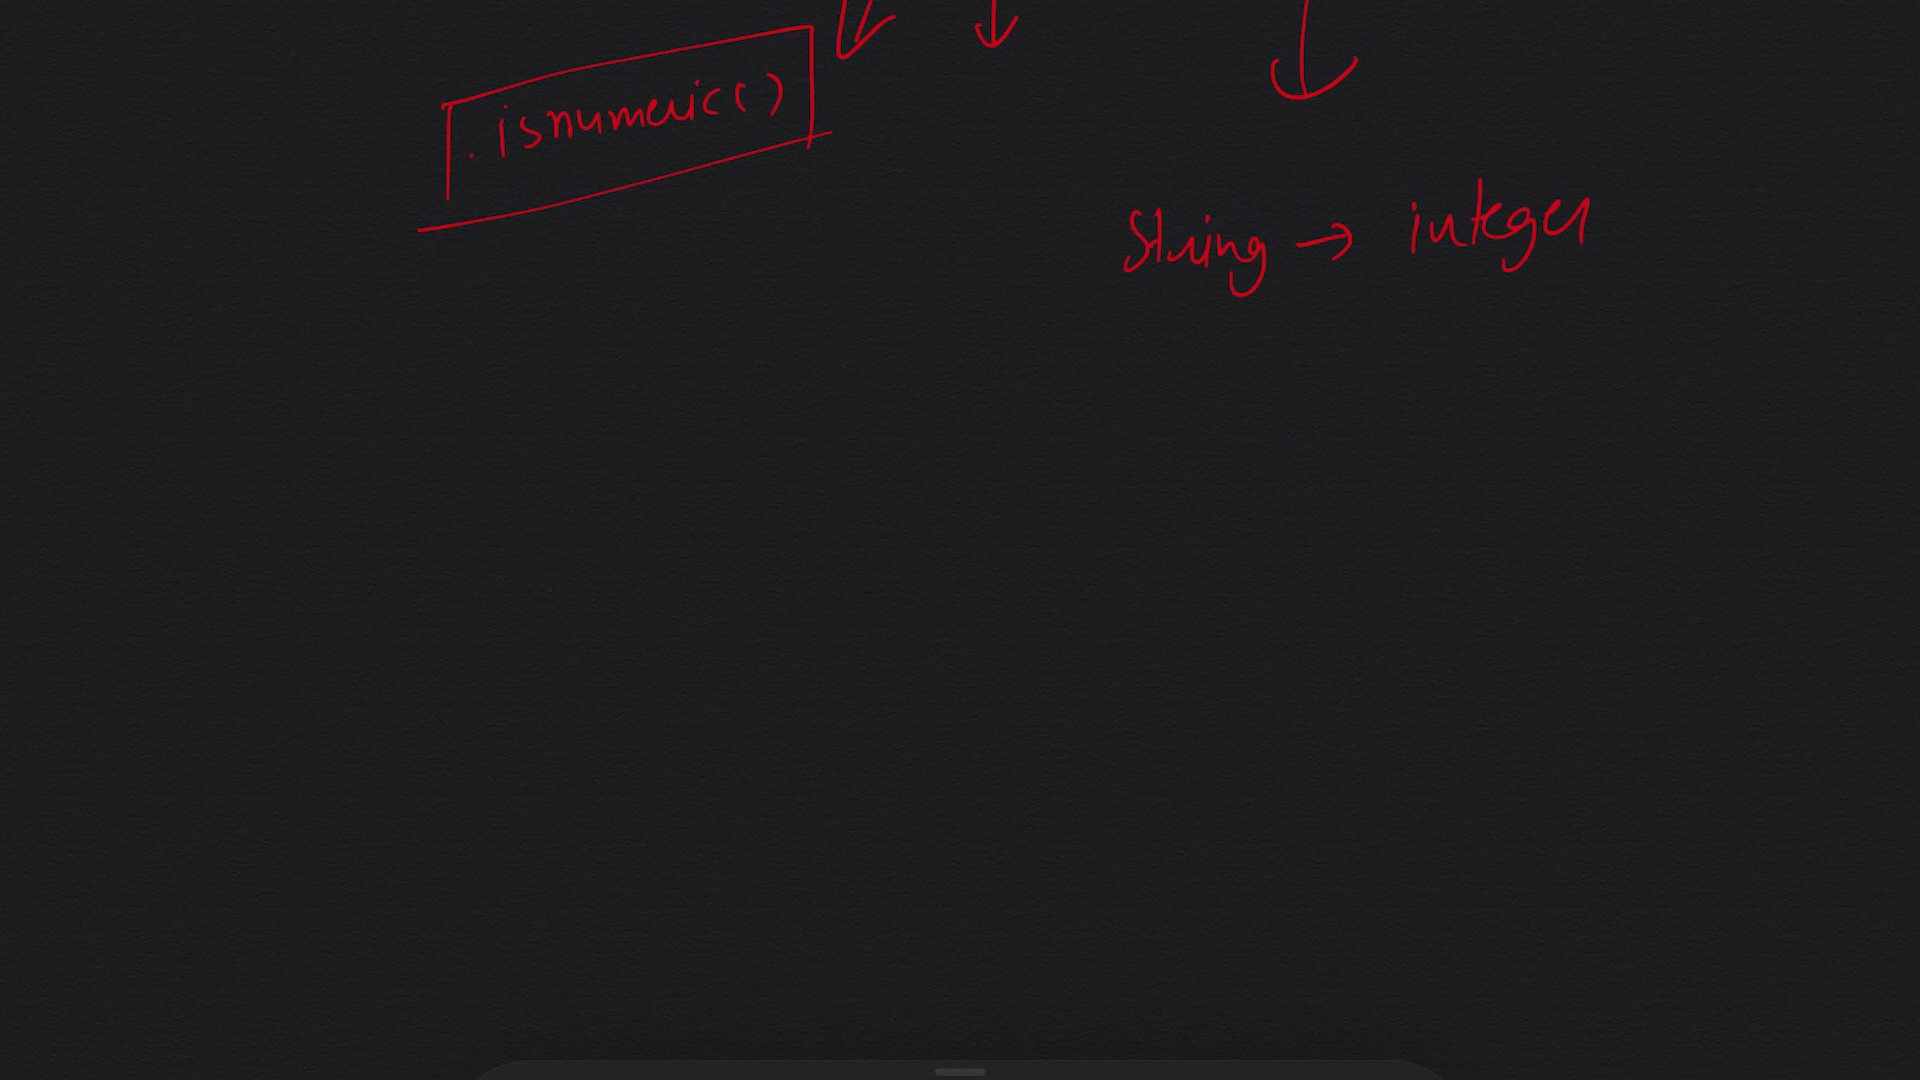 .isnumeric()
String → integer